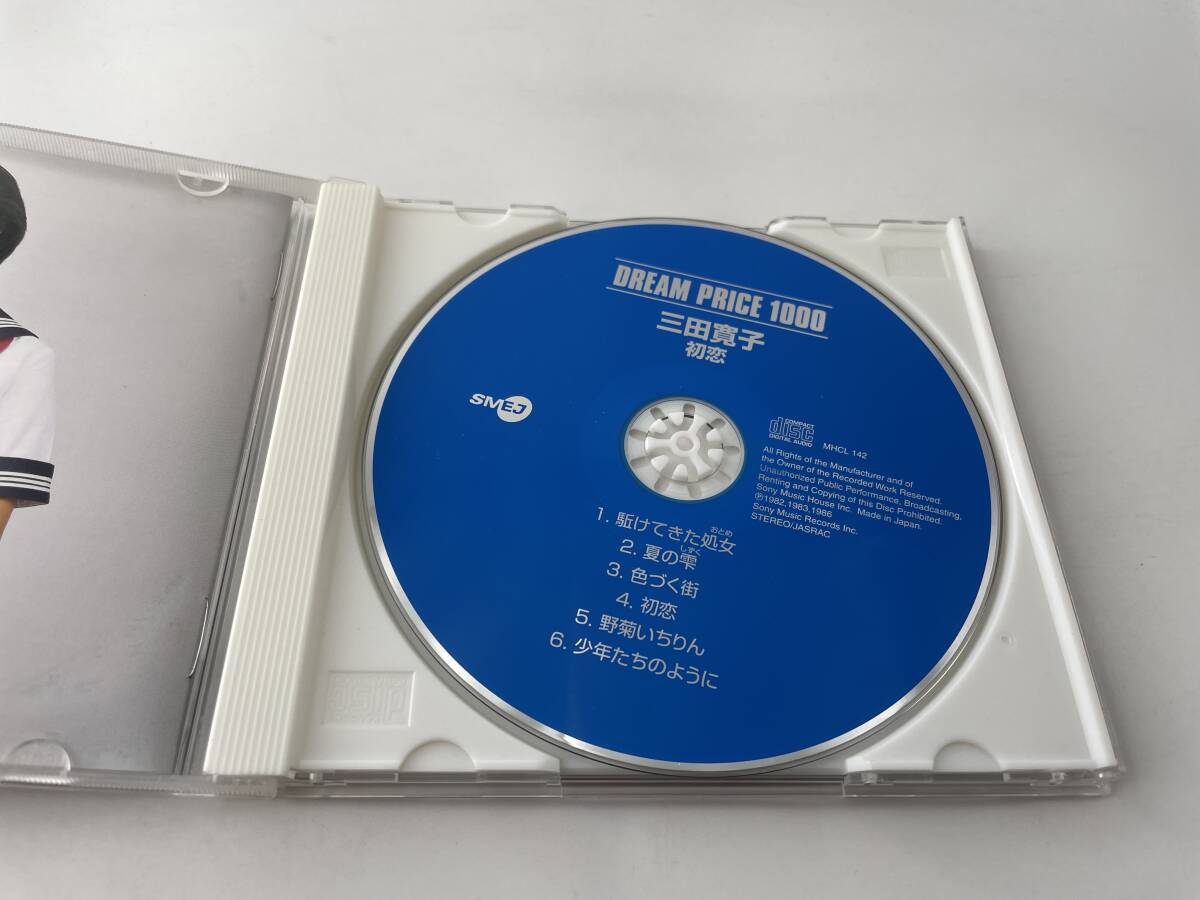 DREAM PRICE 1000
三田寛子
初恋
SMEJ
COMPACT
disc
DIGITAL AUDIO
MHCL 142
All Rights of the Manufacturer and of
the Owner of the Recorded Work Reserved.
Unauthorized Public Performance, Broadcasting,
Renting and Copying of this Disc Prohibited.
Sony Music House Inc. Made in Japan.
℗1982,1983,1986
Sony Music Records Inc.
STEREO/JASRAC
おとめ
1. 駈けてきた処女
しずく
2. 夏の雫
3. 色づく街
4. 初恋
5. 野菊いちりん
6. 少年たちのように
disc